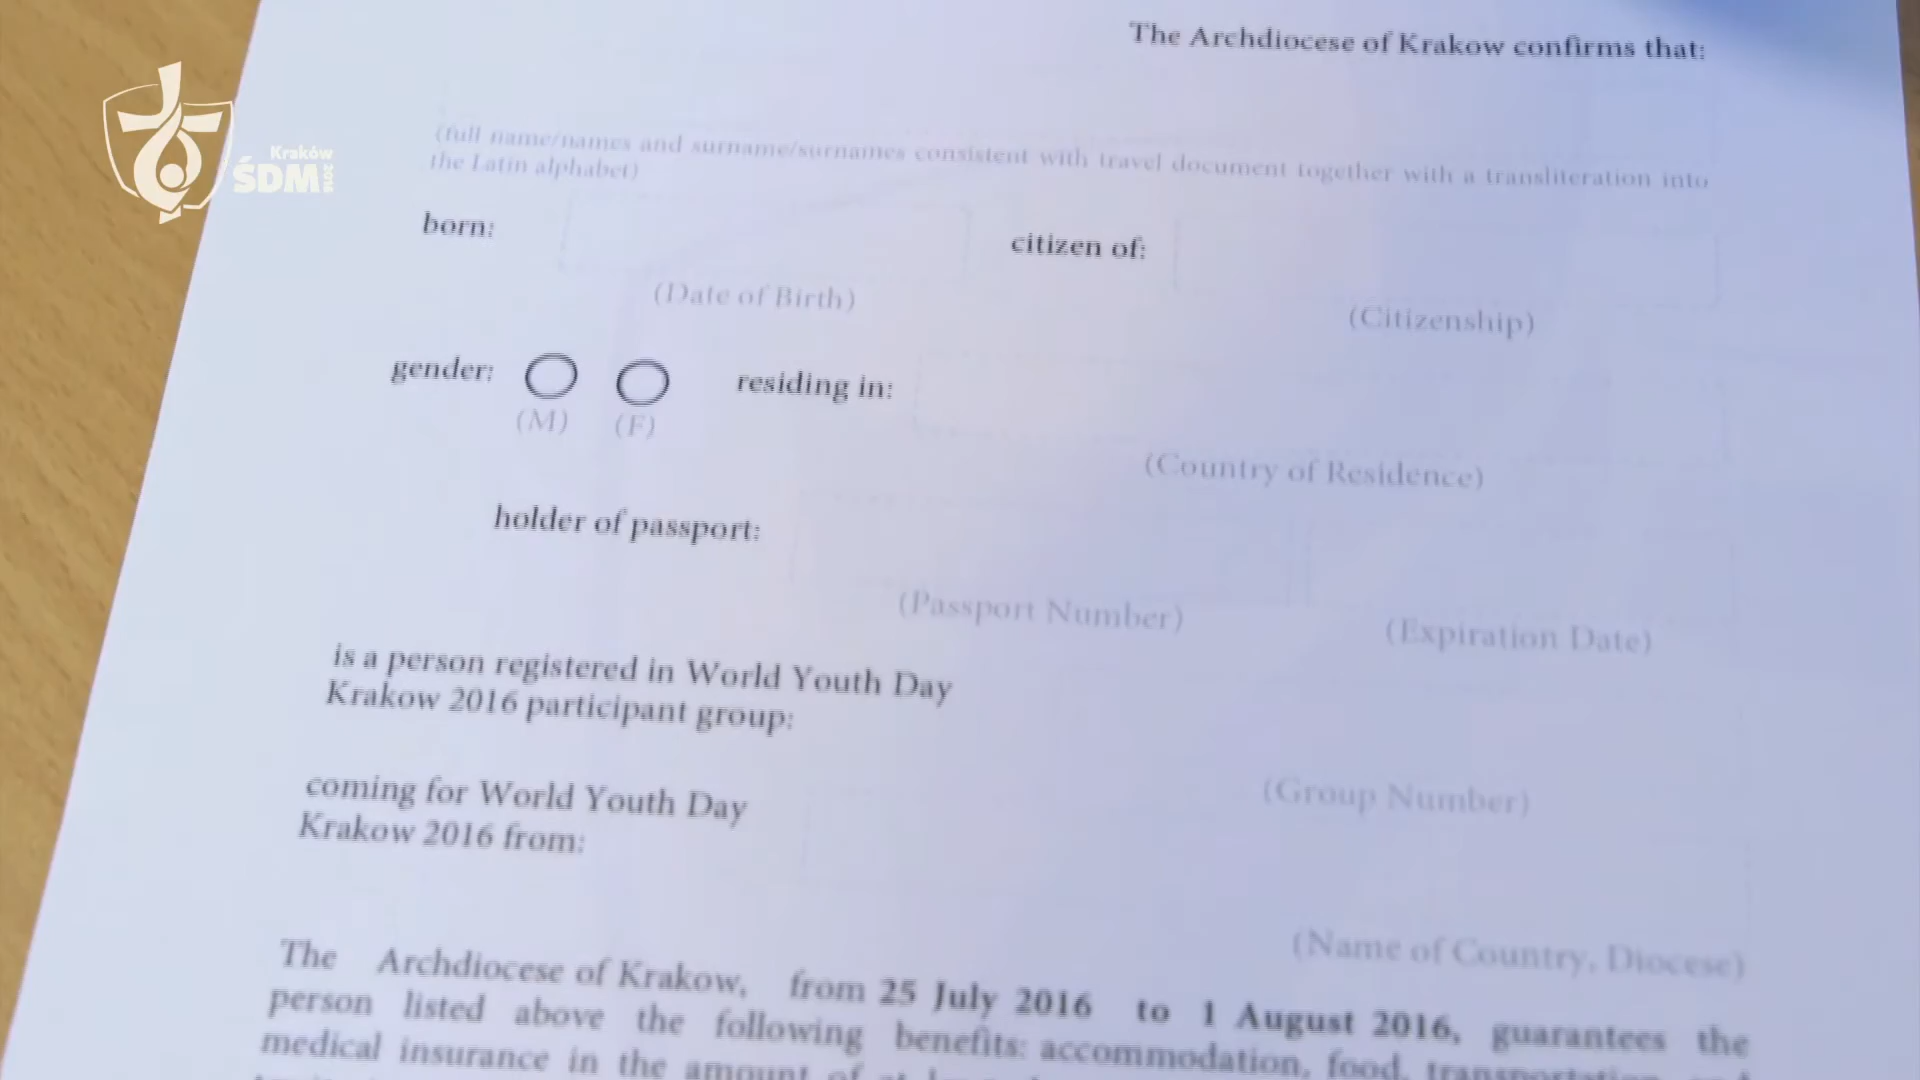 The Archdiocese of Krakow confirms that:
Kraków
ŚDM 2016
(full name/names and surname/surnames consistent with travel document together with a transliteration into
the Latin alphabet)
born:
citizen of:
(Date of Birth)
(Citizenship)
gender:
residing in:
(M) (F)
(Country of Residence)
holder of passport:
(Passport Number)
(Expiration Date)
is a person registered in World Youth Day
Krakow 2016 participant group:
(Group Number)
coming for World Youth Day
Krakow 2016 from:
(Name of Country, Diocese)
The Archdiocese of Krakow, from 25 July 2016 to 1 August 2016, guarantees the
person listed above the following benefits: accommodation, food, transportation, and
medical insurance in the amount of at